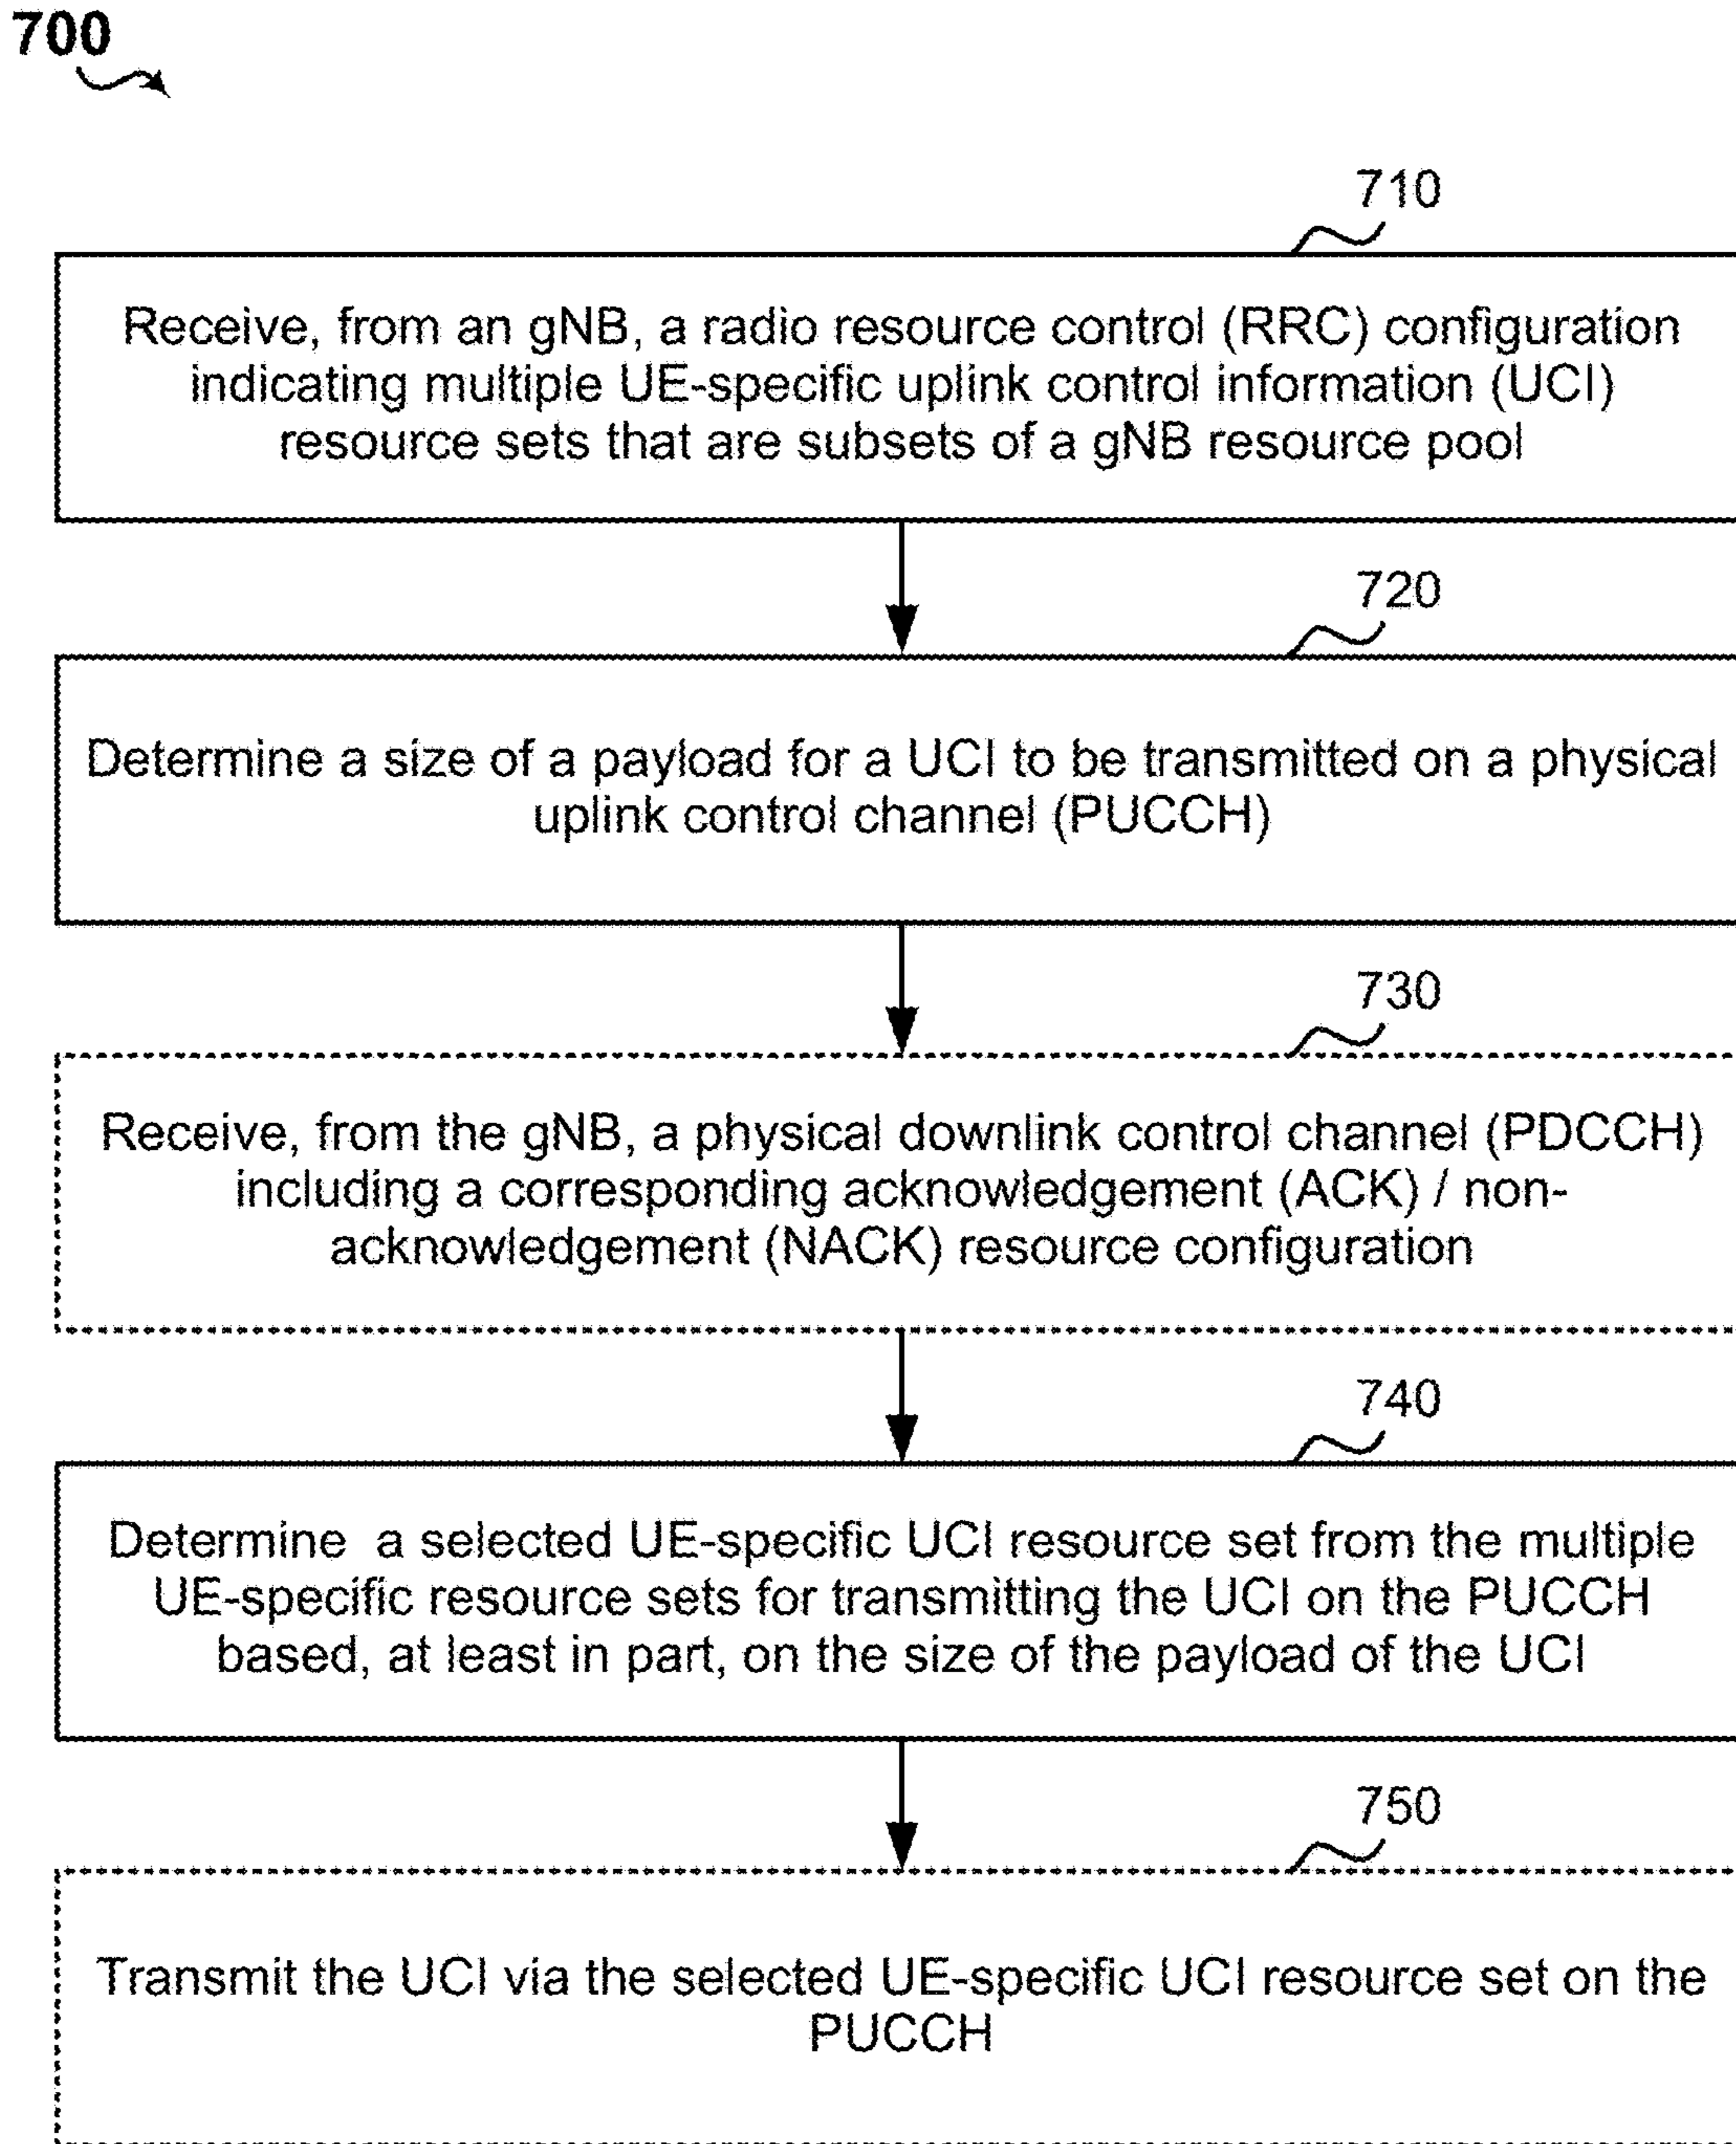 700
710
Receive, from an gNB, a radio resource control (RRC) configuration
indicating multiple UE-specific uplink control information (UCI)
resource sets that are subsets of a gNB resource pool
720
Determine a size of a payload for a UCI to be transmitted on a physical
uplink control channel (PUCCH)
730
Receive, from the gNB, a physical downlink control channel (PDCCH)
including a corresponding acknowledgement (ACK) / non-
acknowledgement (NACK) resource configuration
740
Determine a selected UE-specific UCI resource set from the multiple
UE-specific resource sets for transmitting the UCI on the PUCCH
based, at least in part, on the size of the payload of the UCI
750
Transmit the UCI via the selected UE-specific UCI resource set on the
PUCCH